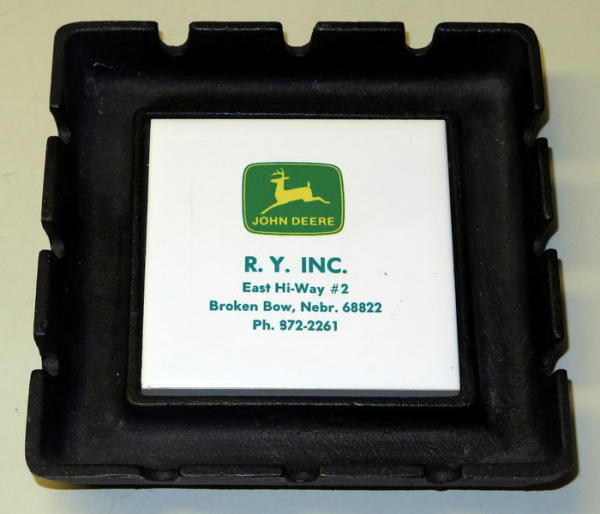 JOHN DEERE
R. Y. INC.
East Hi-Way #2
Broken Bow, Nebr. 68822
Ph. 872-2261